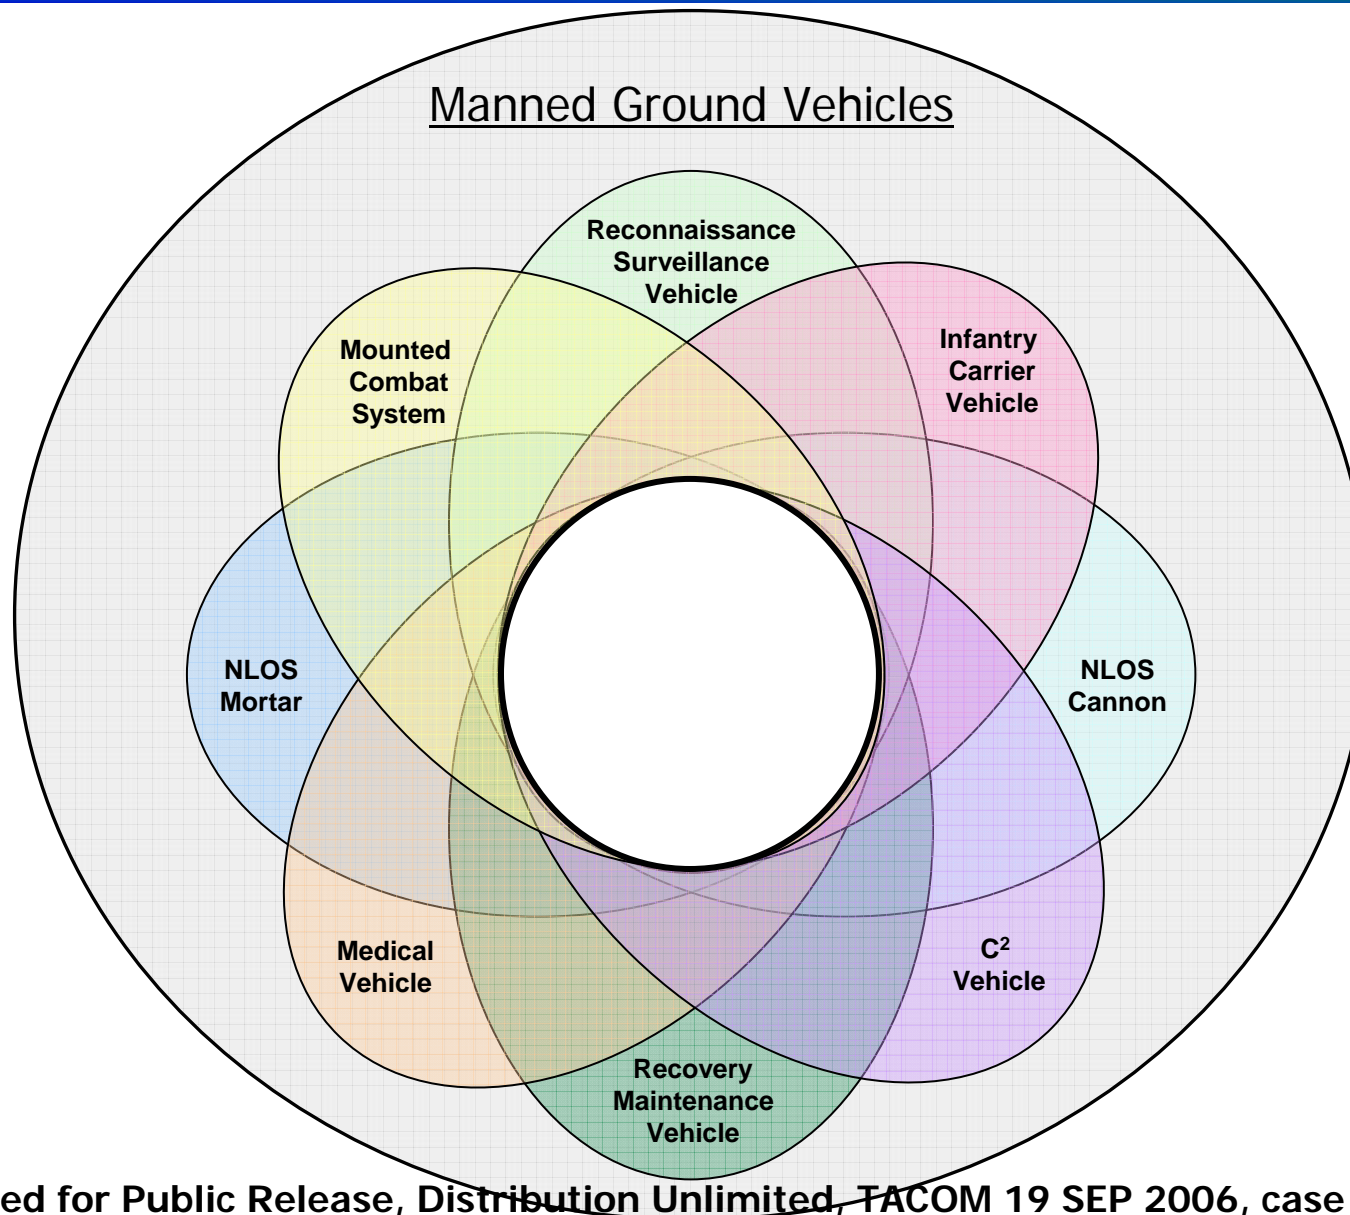 Manned Ground Vehicles
Reconnaissance
Surveillance
Vehicle
Infantry
Carrier
Vehicle
Mounted
Combat
System
NLOS
Mortar
NLOS
Cannon
Medical
Vehicle
C²
Vehicle
Recovery
Maintenance
Vehicle
ed for Public Release, Distribution Unlimited, TACOM 19 SEP 2006, case